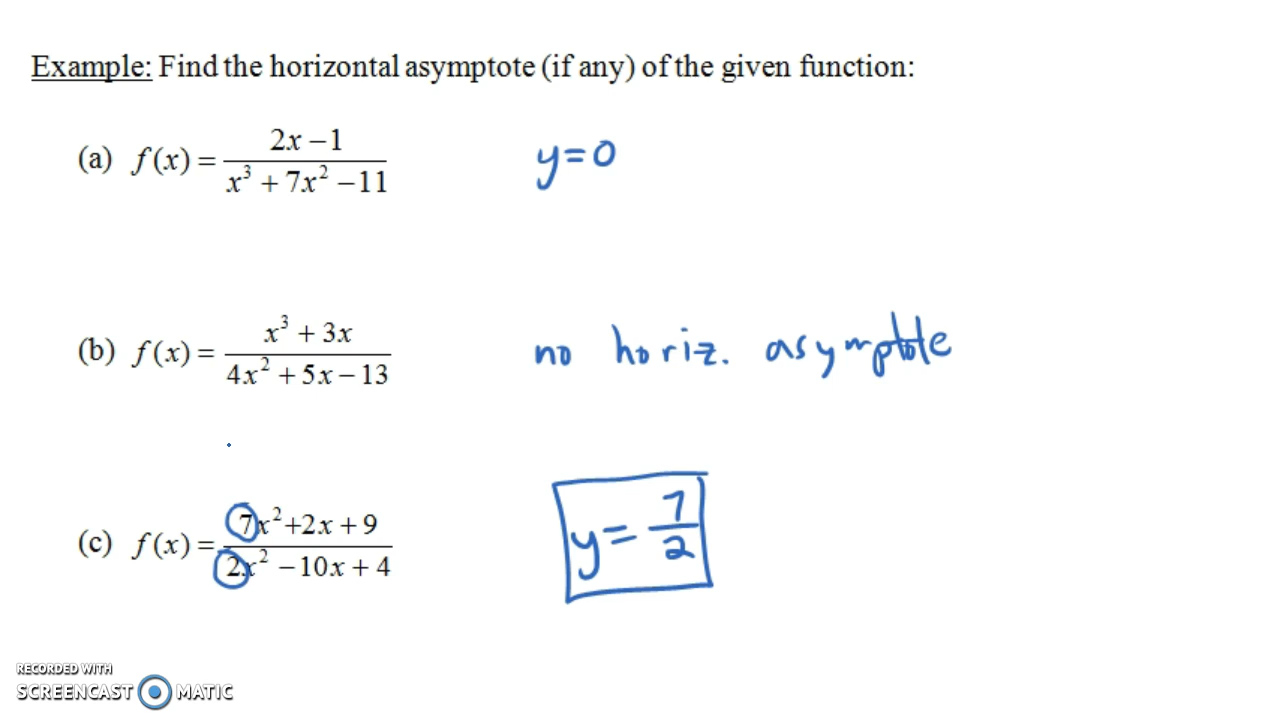 Example: Find the horizontal asymptote (if any) of the given function:
(a) f(x) = (2x − 1)/(x³ + 7x² − 11) y=0
(b) f(x) = (x³ + 3x)/(4x² + 5x − 13) no horiz. asymptote
(c) f(x) = (7x²+2x + 9)/(2x² − 10x + 4) y= 7/2
RECORDED WITH
SCREENCAST MATIC